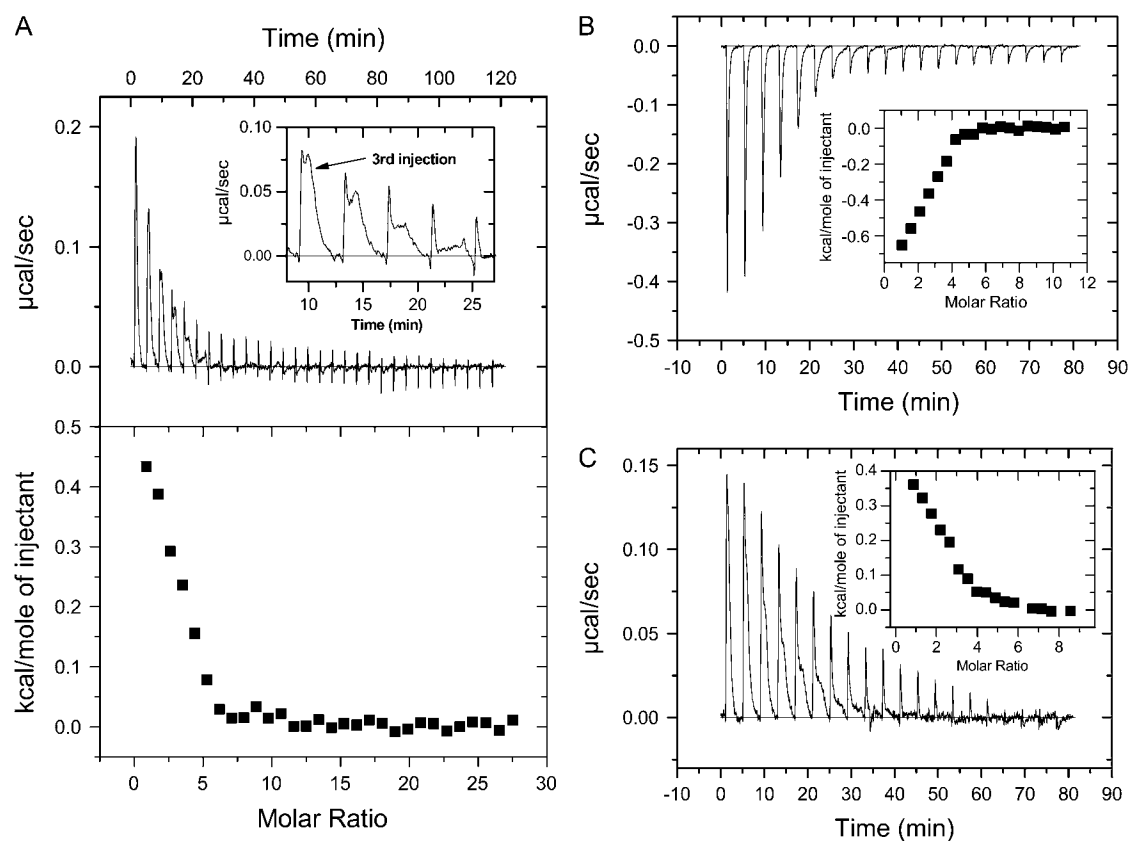 A
Time (min)
0 20 40 60 80 100 120
0.2
0.1
0.0
µcal/sec
0.10
0.05
0.00
µcal/sec
3rd injection
10 15 20 25
Time (min)
0.5
0.4
0.3
0.2
0.1
0.0
kcal/mole of injectant
0 5 10 15 20 25 30
Molar Ratio
B
0.0
-0.1
-0.2
-0.3
-0.4
-0.5
µcal/sec
0.0
-0.2
-0.4
-0.6
kcal/mole of injectant
0 2 4 6 8 10 12
Molar Ratio
-10 0 10 20 30 40 50 60 70 80 90
Time (min)
C
0.15
0.10
0.05
0.00
µcal/sec
0.4
0.3
0.2
0.1
0.0
kcal/mole of injectant
0 2 4 6 8
Molar Ratio
-10 0 10 20 30 40 50 60 70 80 90
Time (min)